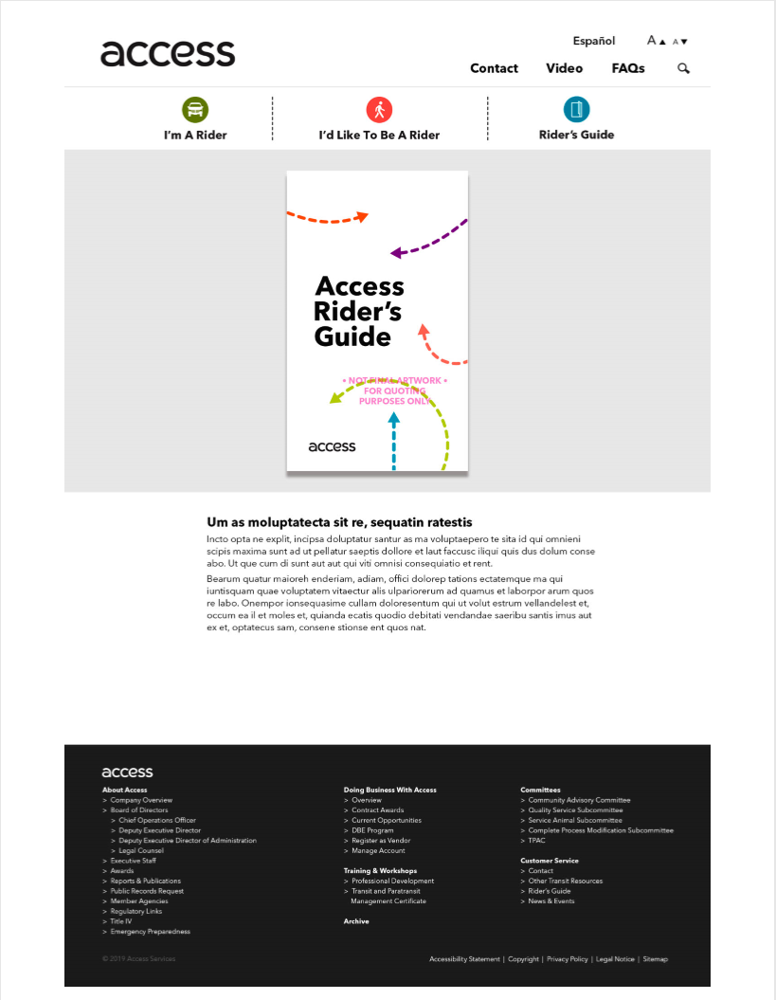 access
Español
A A
Contact Video FAQs
I'm A Rider
I'd Like To Be A Rider
Rider's Guide
Access
Rider's
Guide
• NOT FINAL ARTWORK •
FOR QUOTING
PURPOSES ONLY
access
Um as moluptatecta sit re, sequatin ratestis
Incto opta ne explit, incipsa doluptatur santur as ma voluptaepero te sita id qui omnieni
scipis maxima sunt ad ut pellatur saeptis dollore et laut faccusc iliqui quis dus dolum conse
abo. Ut que cum di sunt aut aut qui viti omnisi consequiatio et rent.
Bearum quatur maioreh enderiam, adiam, offici dolorep tations ectatemque ma qui
iuntisquam quae voluptatem vitaectur alis ulpariorerum ad quamus et laborpor arum quos
re labo. Onempor ionsequasime cullam doloresentum qui ut volut estrum vellandelest et,
occum ea il et moles et, quianda ecatis quodio debitati vendandae saeribu santis imus aut
ex et, optatecus sam, consene stionse ent quos nat.
access
About Access
> Company Overview
> Board of Directors
> Chief Operations Officer
> Deputy Executive Director
> Deputy Executive Director of Administration
> Legal Counsel
> Executive Staff
> Awards
> Reports & Publications
> Public Records Request
> Member Agencies
> Regulatory Links
> Title IV
> Emergency Preparedness
Doing Business With Access
> Overview
> Contract Awards
> Current Opportunities
> DBE Program
> Register as Vendor
> Manage Account
Training & Workshops
> Professional Development
> Transit and Paratransit
Management Certificate
Archive
Committees
> Community Advisory Committee
> Quality Service Subcommittee
> Service Animal Subcommittee
> Complete Process Modification Subcommittee
> TPAC
Customer Service
> Contact
> Other Transit Resources
> Rider's Guide
> News & Events
© 2019 Access Services
Accessibility Statement | Copyright | Privacy Policy | Legal Notice | Sitemap